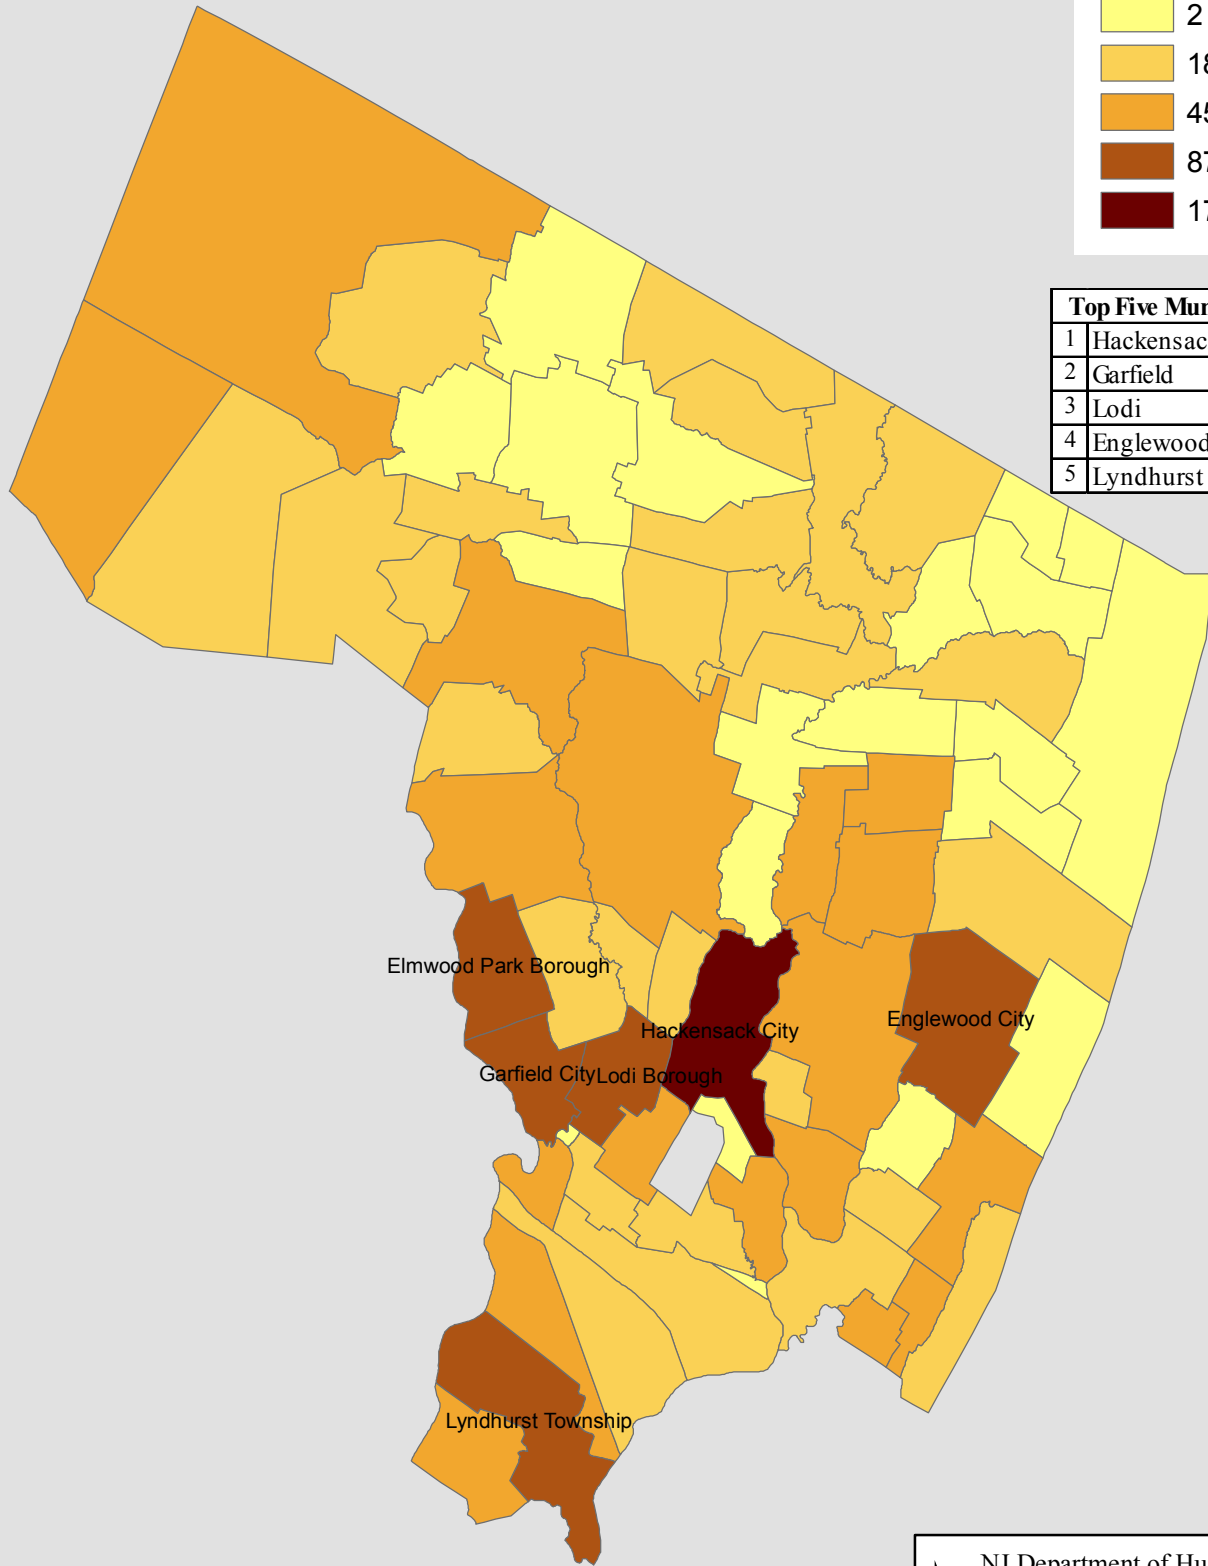 2
18
45
87
17
Top Five Mun
1 Hackensac
2 Garfield
3 Lodi
4 Englewood
5 Lyndhurst
Elmwood Park Borough
Hackensack City
Englewood City
Garfield City Lodi Borough
Lyndhurst Township
NJ Department of Hu